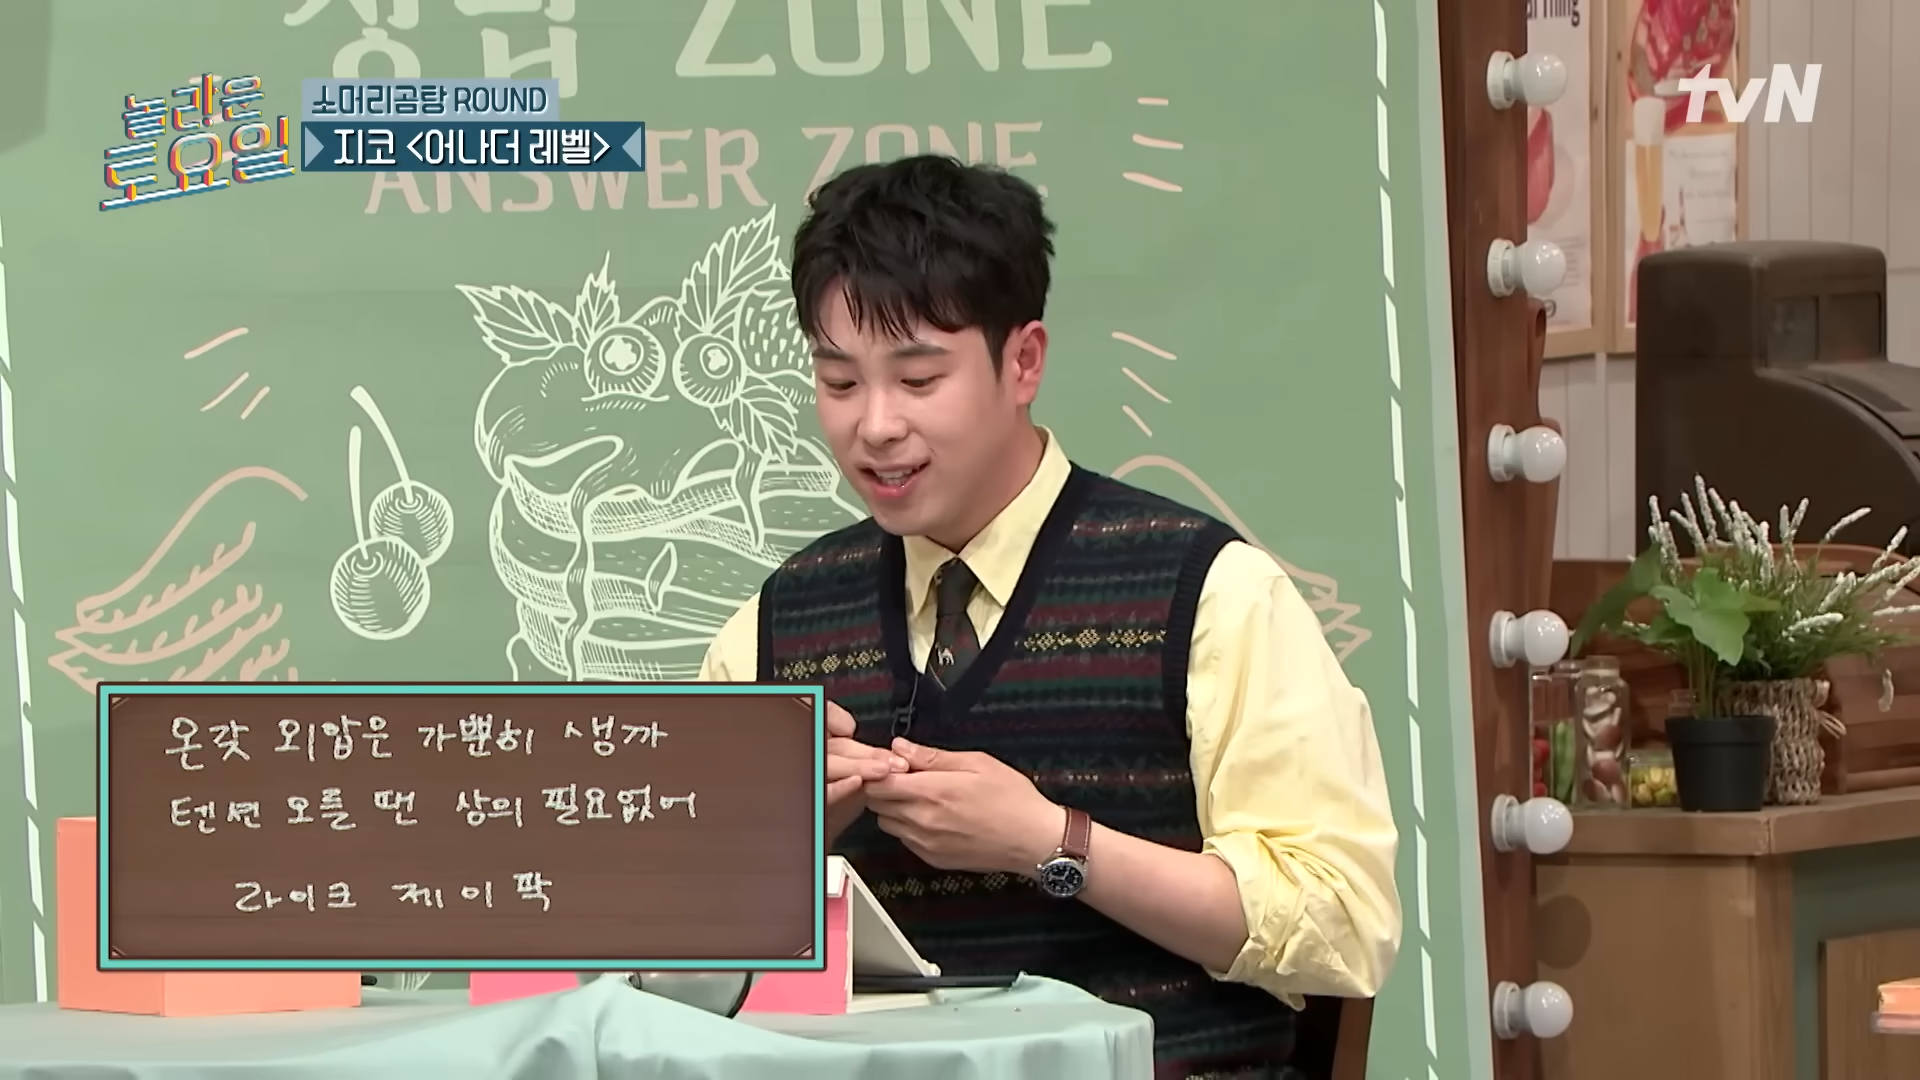 정답 ZONE
tvN
놀라운
토요일
소머리곰탕 ROUND
지코 <어나더 레벨>
ANSWER ZONE
온갖 외압은 가뿐히 생까
텐션 오를 땐 상의 필요없어
라이크 제이팍